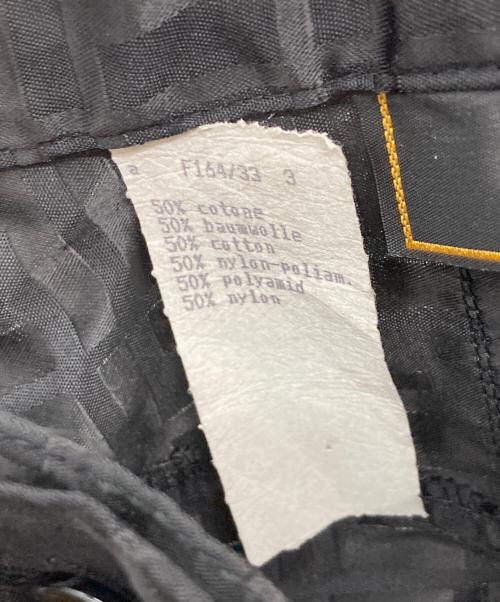 a F164/33 3
50% cotone
50% baumwolle
50% cotton
50% nylon-poliam.
50% polyamid
50% nylon